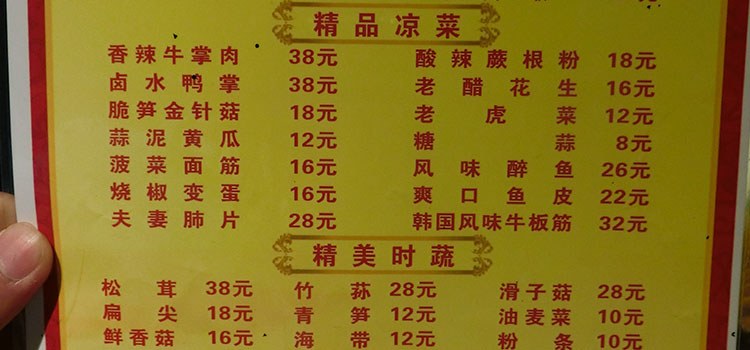 精品凉菜
香辣牛掌肉 38元 酸辣蕨根粉 18元
卤水鸭掌 38元 老醋花生 16元
脆笋金针菇 18元 老虎菜 12元
蒜泥黄瓜 12元 糖蒜 8元
菠菜面筋 16元 风味醉鱼 26元
烧椒变蛋 16元 爽口鱼皮 22元
夫妻肺片 28元 韩国风味牛板筋 32元
精美时蔬
松茸 38元 竹荪 28元 滑子菇 28元
扁尖 18元 青笋 12元 油麦菜 10元
鲜香菇 16元 海带 12元 粉条 10元